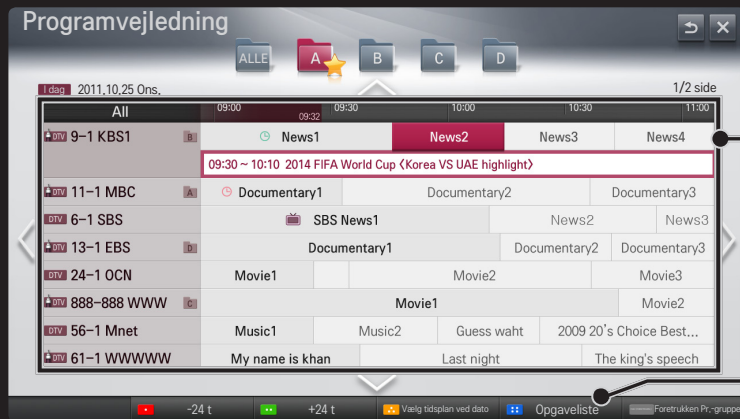 Programvejledning
ALLE A B C D
I dag 2011.10.25 Ons. 1/2 side
All 09:00 09:32 09:30 10:00 10:30 11:00
DTV 9-1 KBS1 B News1 News2 News3 News4
09:30 ~ 10:10 2014 FIFA World Cup 〈Korea VS UAE highlight〉
DTV 11-1 MBC A Documentary1 Documentary2 Documentary3
DTV 6-1 SBS SBS News1 News2 News3
DTV 13-1 EBS D Documentary1 Documentary2 Documentary3
DTV 24-1 OCN Movie1 Movie2 Movie3
DTV 888-888 WWW C Movie1 Movie2
DTV 56-1 Mnet Music1 Music2 Guess waht 2009 20's Choice Best...
DTV 61-1 WWWWW My name is khan Last night The king's speech
-24 t +24 t Vælg tidsplan ved dato Opgaveliste Foretrukken Pr.-gruppe